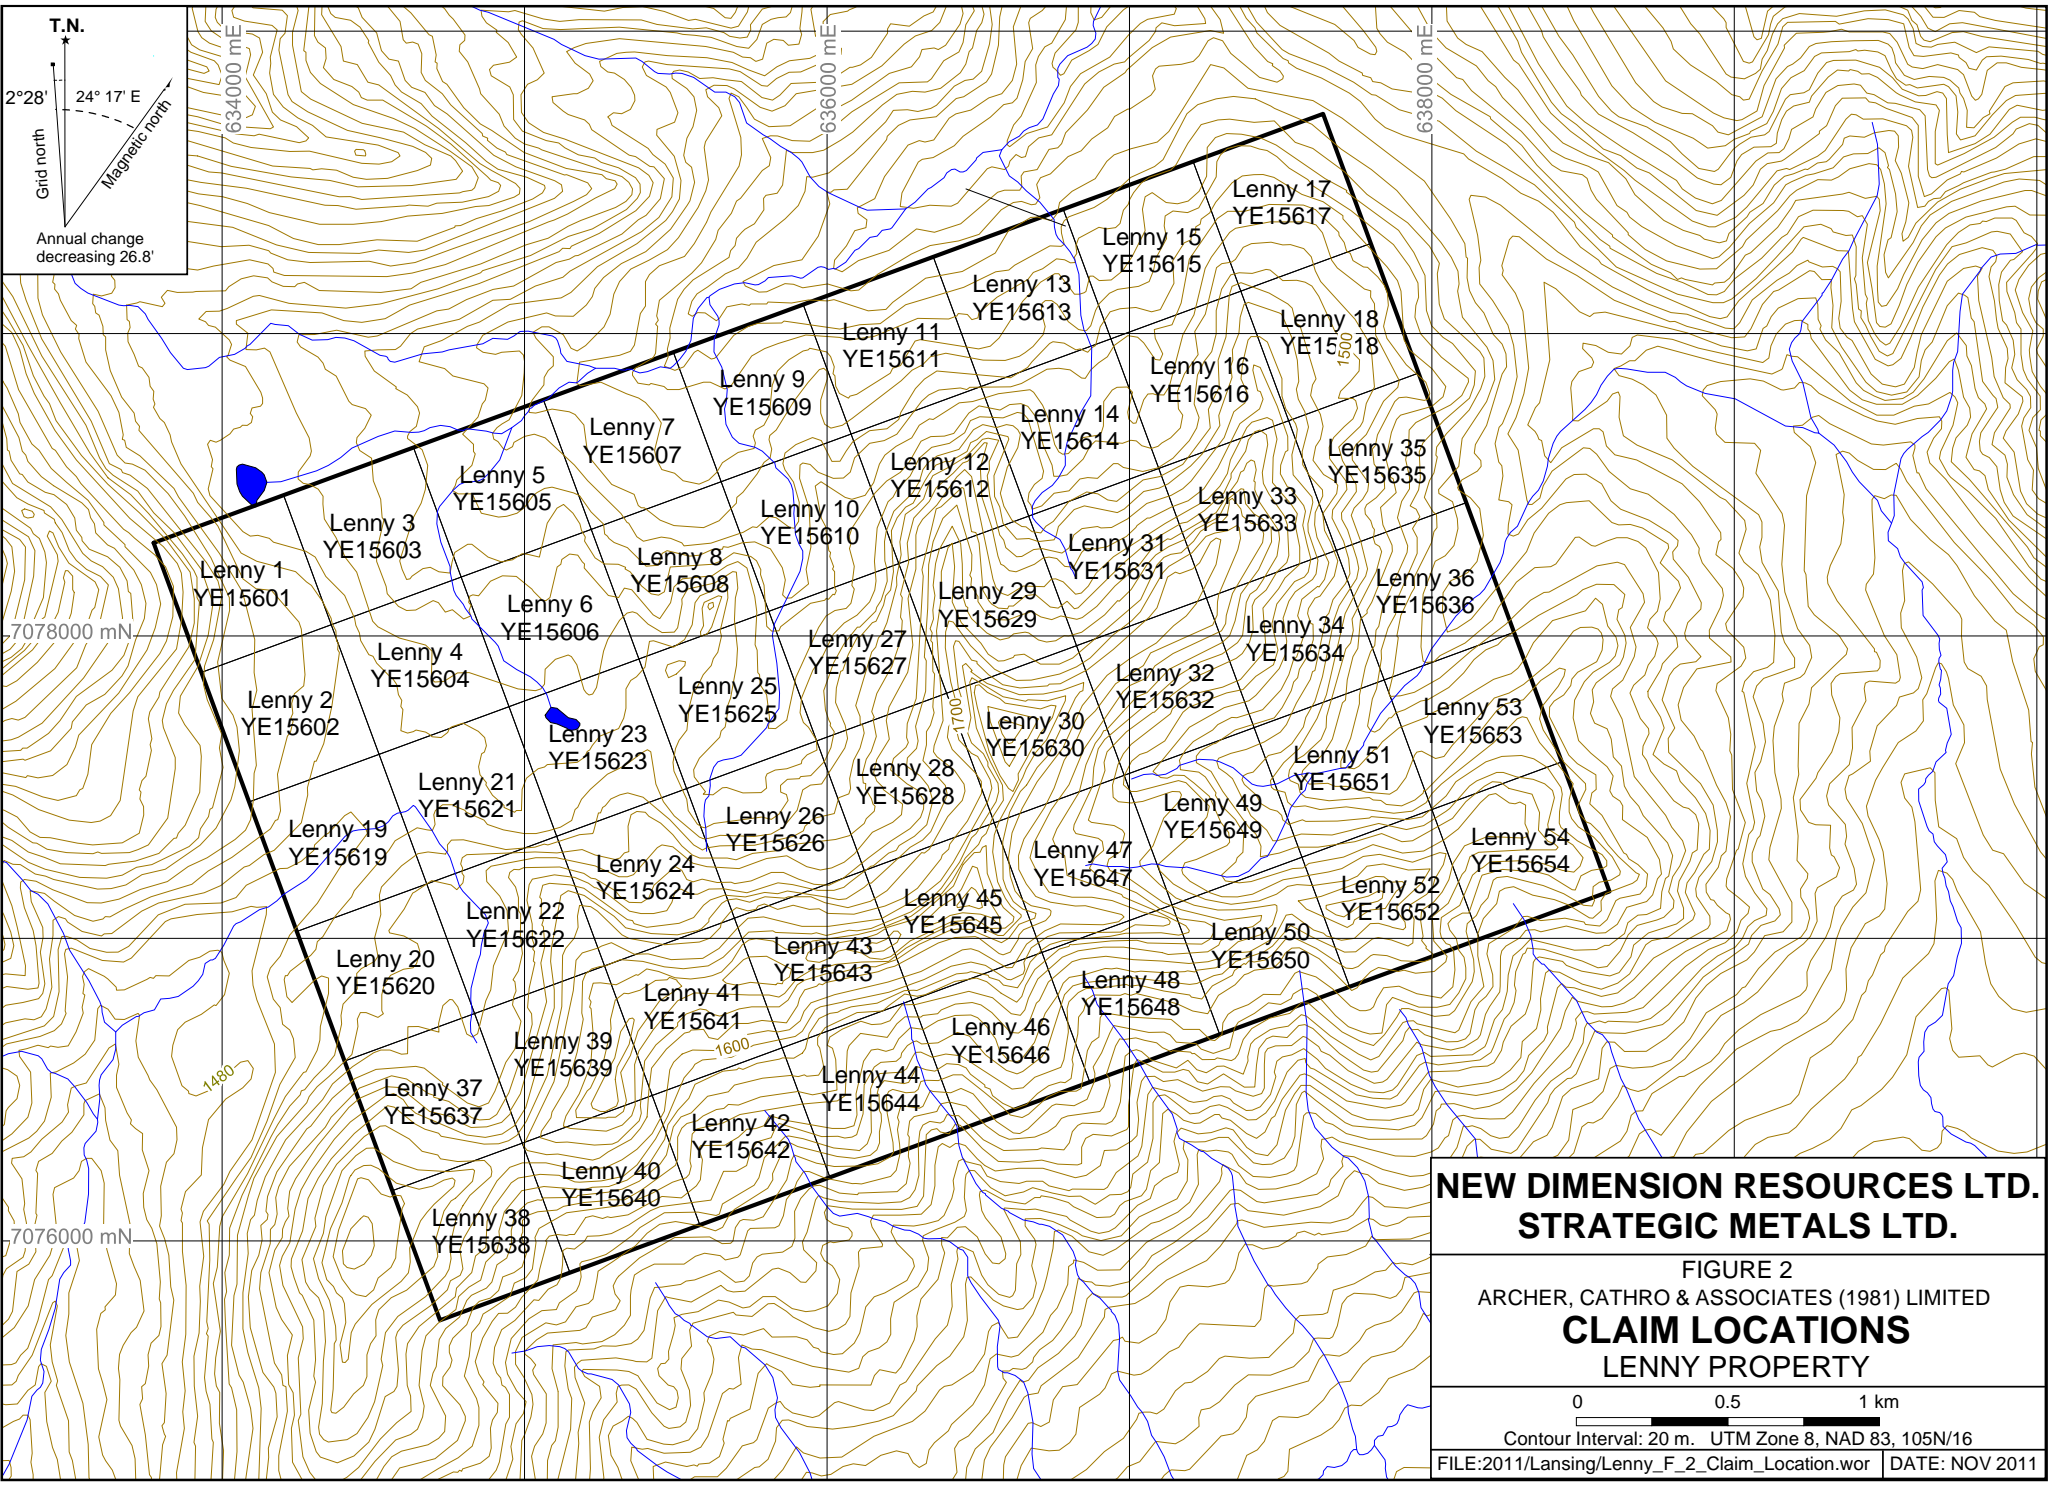 T.N.
2°28'
24° 17' E
Grid north
Magnetic north
Annual change
decreasing 26.8'
634000 mE
636000 mE
638000 mE
7078000 mN
7076000 mN
Lenny 17
YE15617
Lenny 15
YE15615
Lenny 13
YE15613
Lenny 11
YE15611
Lenny 9
YE15609
Lenny 7
YE15607
Lenny 5
YE15605
Lenny 3
YE15603
Lenny 1
YE15601
Lenny 18
1500
Lenny 16
YE15616
Lenny 14
YE15614
Lenny 12
YE15612
Lenny 10
YE15610
Lenny 8
YE15608
Lenny 6
YE15606
Lenny 4
YE15604
Lenny 2
YE15602
Lenny 35
YE15635
Lenny 33
YE15633
Lenny 31
YE15631
Lenny 29
YE15629
Lenny 27
YE15627
Lenny 25
YE15625
Lenny 23
YE15623
Lenny 21
YE15621
Lenny 19
YE15619
Lenny 36
YE15636
Lenny 34
YE15634
Lenny 32
YE15632
Lenny 30
YE15630
1700
Lenny 28
YE15628
Lenny 26
YE15626
Lenny 24
YE15624
Lenny 22
YE15622
Lenny 20
YE15620
Lenny 53
YE15653
Lenny 51
YE15651
Lenny 49
YE15649
Lenny 47
YE15647
Lenny 45
YE15645
Lenny 43
YE15643
Lenny 41
YE15641
1600
Lenny 39
YE15639
Lenny 37
YE15637
Lenny 54
YE15654
Lenny 52
YE15652
Lenny 50
YE15650
Lenny 48
YE15648
Lenny 46
YE15646
Lenny 44
YE15644
Lenny 42
YE15642
Lenny 40
YE15640
Lenny 38
YE15638
1480
NEW DIMENSION RESOURCES LTD.
STRATEGIC METALS LTD.
FIGURE 2
ARCHER, CATHRO & ASSOCIATES (1981) LIMITED
CLAIM LOCATIONS
LENNY PROPERTY
0 0.5 1 km
Contour Interval: 20 m. UTM Zone 8, NAD 83, 105N/16
FILE:2011/Lansing/Lenny_F_2_Claim_Location.wor
DATE: NOV 2011